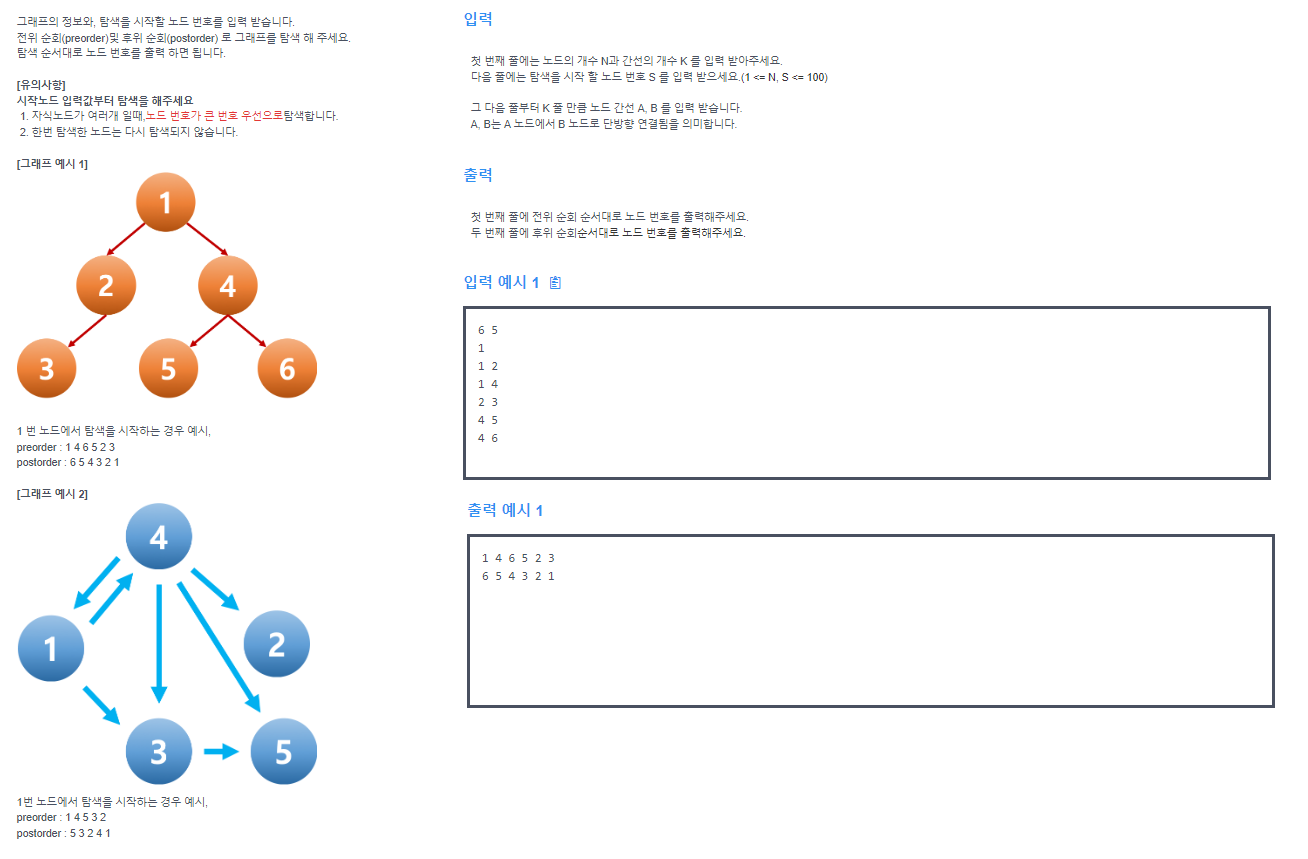 그래프의 정보와, 탐색을 시작할 노드 번호를 입력 받습니다.
전위 순회(preorder)및 후위 순회(postorder) 로 그래프를 탐색 해 주세요.
탐색 순서대로 노드 번호를 출력 하면 됩니다.
[유의사항]
시작노드 입력값부터 탐색을 해주세요
1. 자식노드가 여러개 일때,노드 번호가 큰 번호 우선으로탐색합니다.
2. 한번 탐색한 노드는 다시 탐색되지 않습니다.
[그래프 예시 1]
1
2
4
3
5
6
1 번 노드에서 탐색을 시작하는 경우 예시,
preorder : 1 4 6 5 2 3
postorder : 6 5 4 3 2 1
[그래프 예시 2]
4
1
2
3
5
1번 노드에서 탐색을 시작하는 경우 예시,
preorder : 1 4 5 3 2
postorder : 5 3 2 4 1
입력
첫 번째 줄에는 노드의 개수 N과 간선의 개수 K 를 입력 받아주세요.
다음 줄에는 탐색을 시작 할 노드 번호 S 를 입력 받으세요.(1 <= N, S <= 100)
그 다음 줄부터 K 줄 만큼 노드 간선 A, B 를 입력 받습니다.
A, B는 A 노드에서 B 노드로 단방향 연결됨을 의미합니다.
출력
첫 번째 줄에 전위 순회 순서대로 노드 번호를 출력해주세요.
두 번째 줄에 후위 순회순서대로 노드 번호를 출력해주세요.
입력 예시 1
6 5
1
1 2
1 4
2 3
4 5
4 6
출력 예시 1
1 4 6 5 2 3
6 5 4 3 2 1